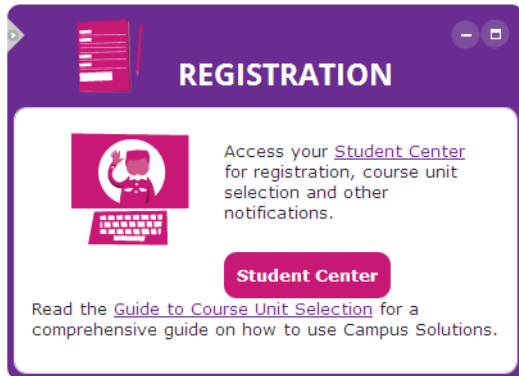 REGISTRATION
Access your Student Center
for registration, course unit
selection and other
notifications.
Student Center
Read the Guide to Course Unit Selection for a
comprehensive guide on how to use Campus Solutions.